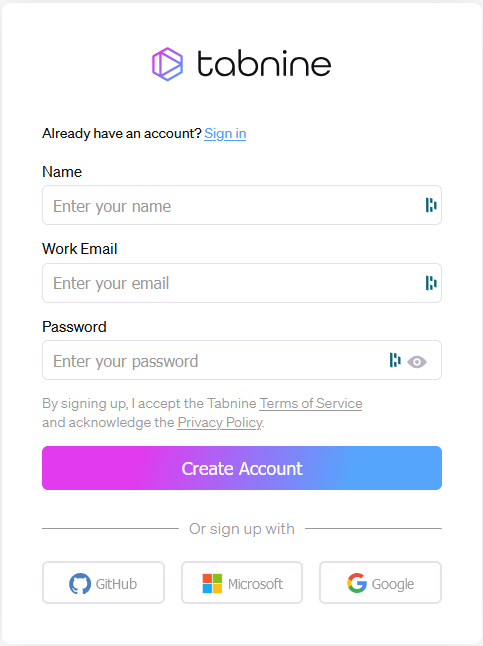 tabnine
Already have an account? Sign in
Name
Enter your name
Work Email
Enter your email
Password
Enter your password
By signing up, I accept the Tabnine Terms of Service
and acknowledge the Privacy Policy.
Create Account
Or sign up with
GitHub Microsoft Google